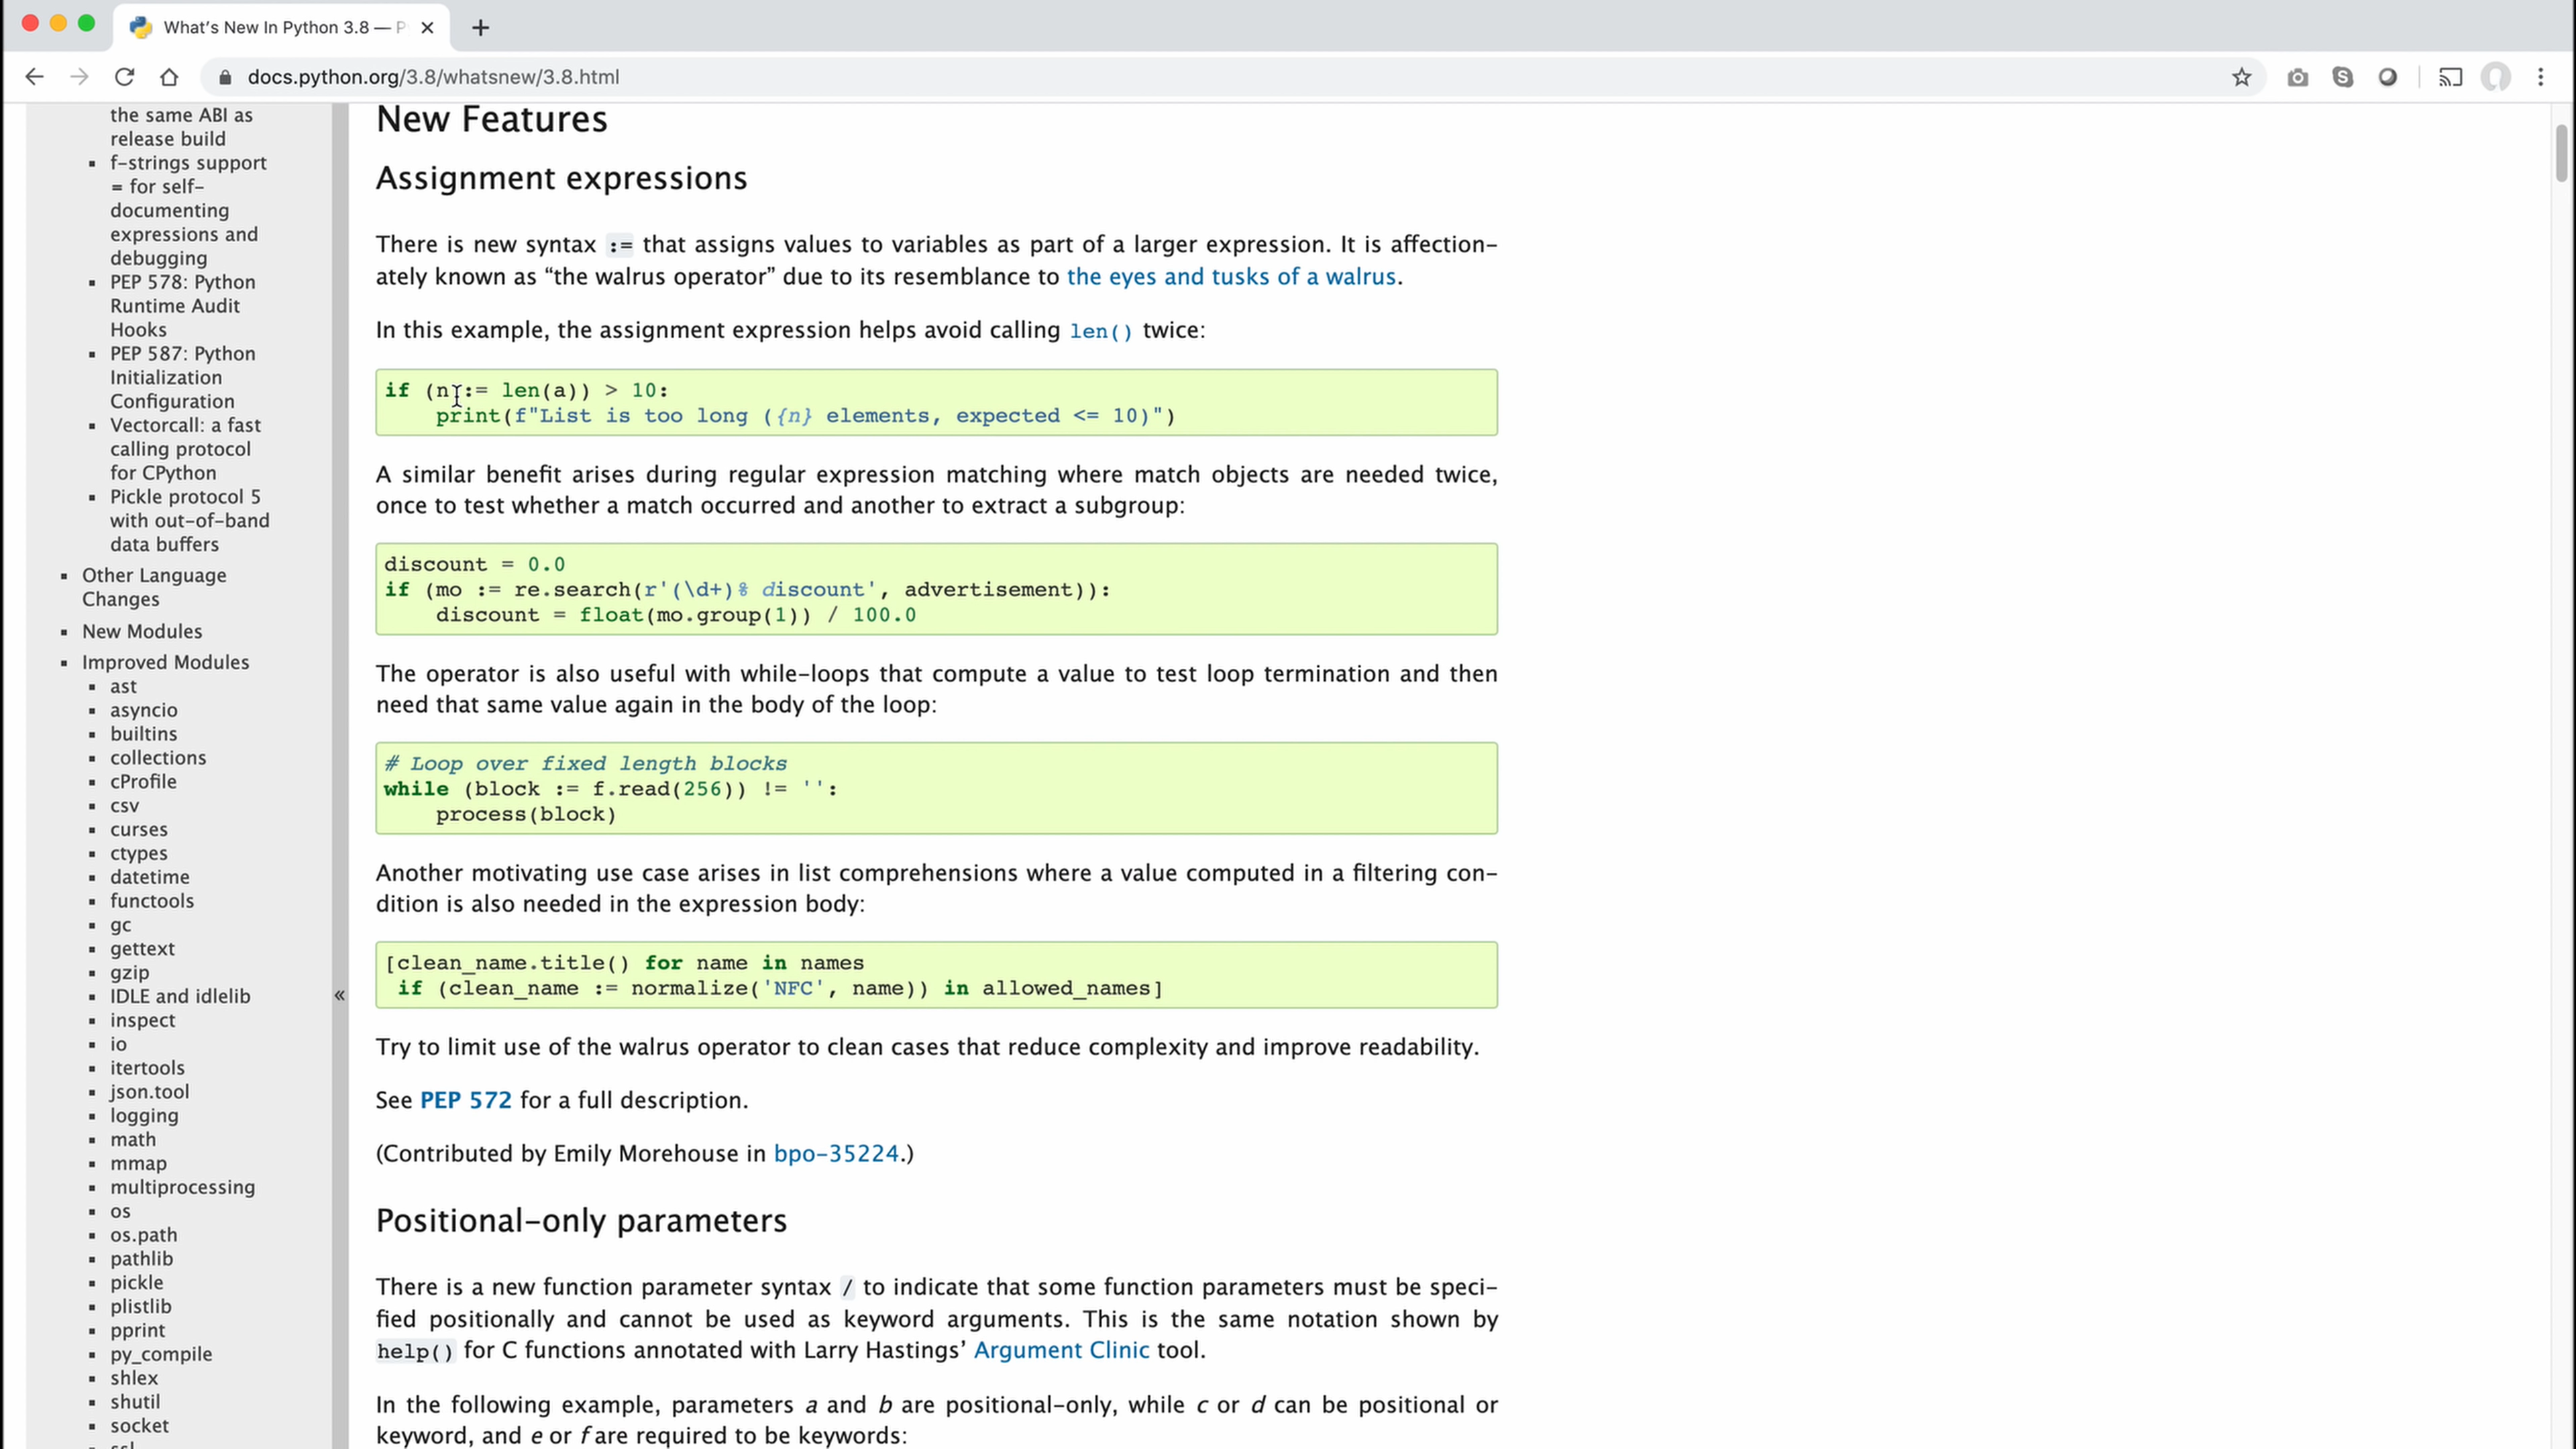 What's New In Python 3.8 — P
docs.python.org/3.8/whatsnew/3.8.html
the same ABI as
release build
▪ f-strings support
= for self-
documenting
expressions and
debugging
▪ PEP 578: Python
Runtime Audit
Hooks
▪ PEP 587: Python
Initialization
Configuration
▪ Vectorcall: a fast
calling protocol
for CPython
▪ Pickle protocol 5
with out-of-band
data buffers
▪ Other Language
Changes
▪ New Modules
▪ Improved Modules
▪ ast
▪ asyncio
▪ builtins
▪ collections
▪ cProfile
▪ csv
▪ curses
▪ ctypes
▪ datetime
▪ functools
▪ gc
▪ gettext
▪ gzip
▪ IDLE and idlelib
▪ inspect
▪ io
▪ itertools
▪ json.tool
▪ logging
▪ math
▪ mmap
▪ multiprocessing
▪ os
▪ os.path
▪ pathlib
▪ pickle
▪ plistlib
▪ pprint
▪ py_compile
▪ shlex
▪ shutil
▪ socket
«
New Features
Assignment expressions
There is new syntax := that assigns values to variables as part of a larger expression. It is affection-
ately known as “the walrus operator” due to its resemblance to the eyes and tusks of a walrus.
In this example, the assignment expression helps avoid calling len() twice:
if (n := len(a)) > 10:
    print(f"List is too long ({n} elements, expected <= 10)")
A similar benefit arises during regular expression matching where match objects are needed twice,
once to test whether a match occurred and another to extract a subgroup:
discount = 0.0
if (mo := re.search(r'(\d+)% discount', advertisement)):
    discount = float(mo.group(1)) / 100.0
The operator is also useful with while-loops that compute a value to test loop termination and then
need that same value again in the body of the loop:
# Loop over fixed length blocks
while (block := f.read(256)) != '':
    process(block)
Another motivating use case arises in list comprehensions where a value computed in a filtering con-
dition is also needed in the expression body:
[clean_name.title() for name in names
 if (clean_name := normalize('NFC', name)) in allowed_names]
Try to limit use of the walrus operator to clean cases that reduce complexity and improve readability.
See PEP 572 for a full description.
(Contributed by Emily Morehouse in bpo-35224.)
Positional-only parameters
There is a new function parameter syntax / to indicate that some function parameters must be speci-
fied positionally and cannot be used as keyword arguments. This is the same notation shown by
help() for C functions annotated with Larry Hastings’ Argument Clinic tool.
In the following example, parameters a and b are positional-only, while c or d can be positional or
keyword, and e or f are required to be keywords: